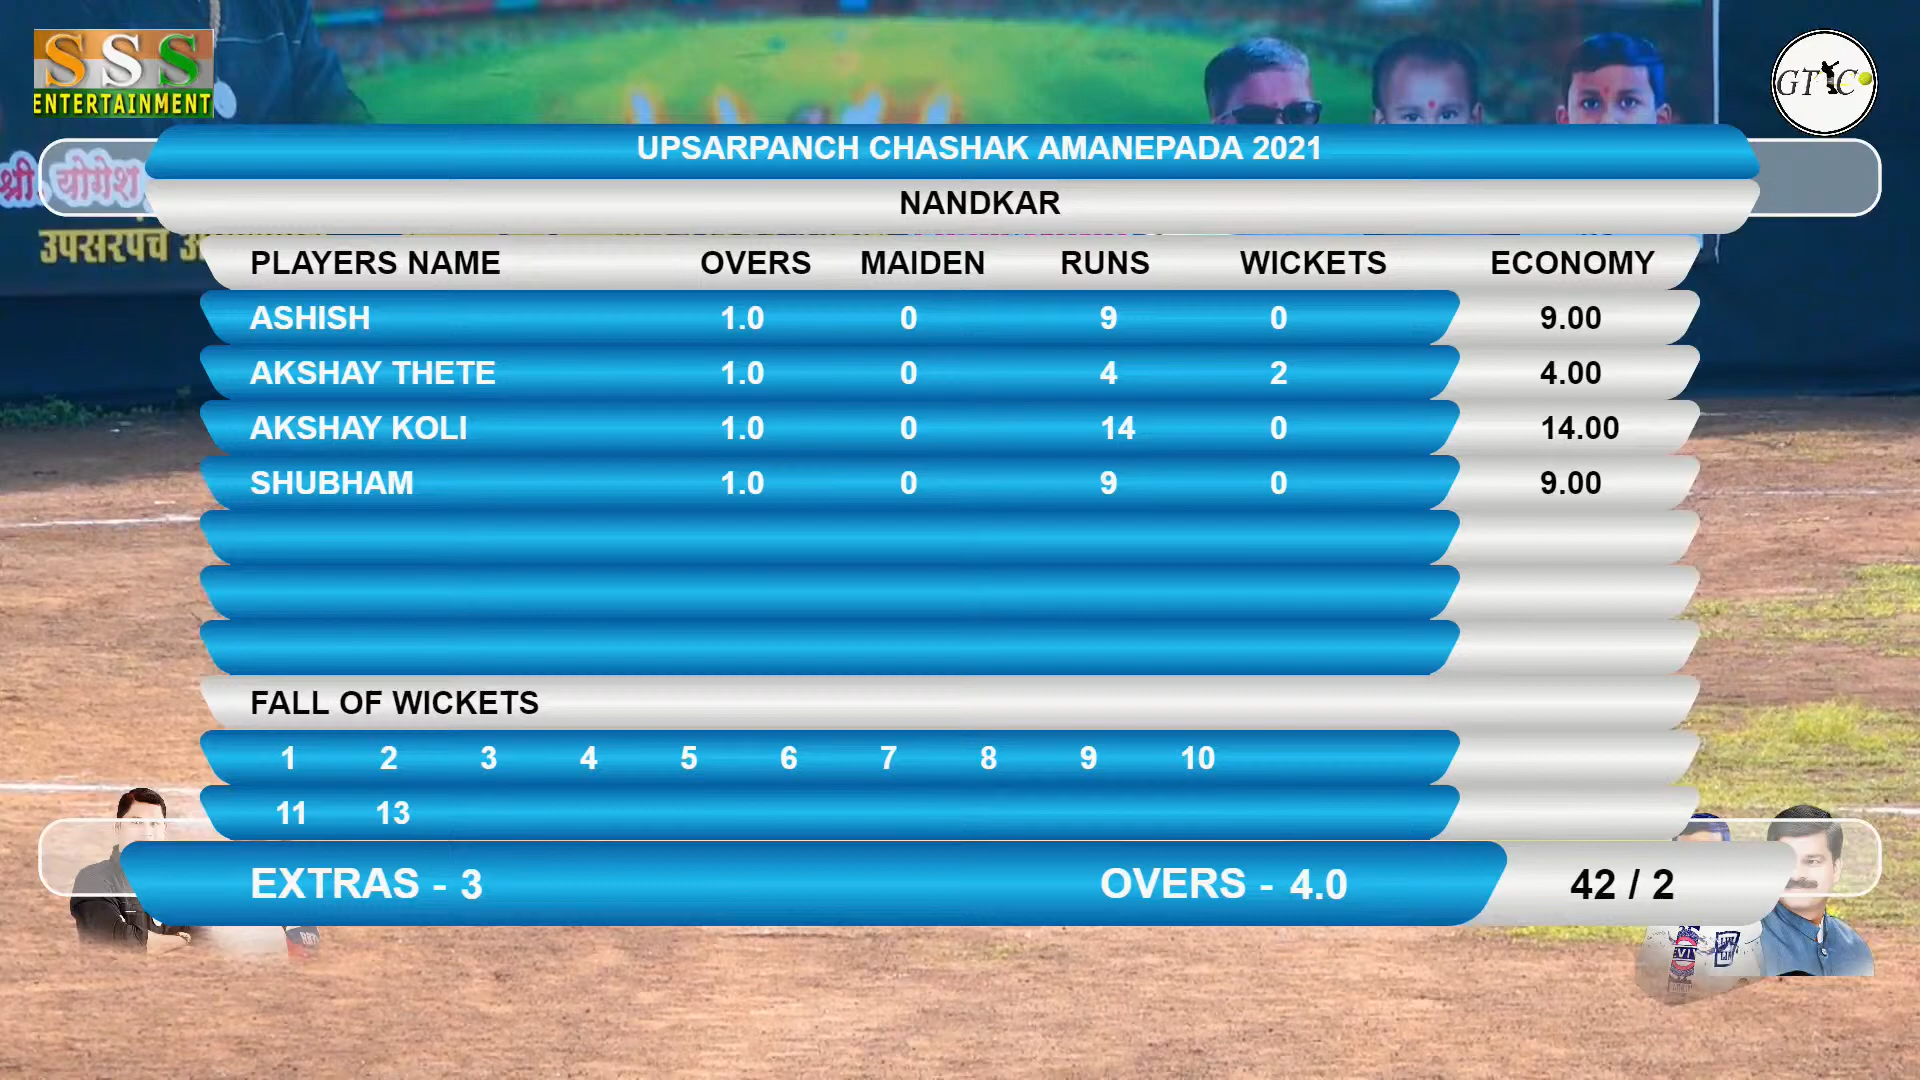 SSS
ENTERTAINMENT
GTC
UPSARPANCH CHASHAK AMANEPADA 2021
श्री. योगेश
NANDKAR
उपसरपंच
PLAYERS NAME OVERS MAIDEN RUNS WICKETS ECONOMY
ASHISH 1.0 0 9 0 9.00
AKSHAY THETE 1.0 0 4 2 4.00
AKSHAY KOLI 1.0 0 14 0 14.00
SHUBHAM 1.0 0 9 0 9.00
FALL OF WICKETS
1 2 3 4 5 6 7 8 9 10
11 13
EXTRAS - 3 OVERS - 4.0 42 / 2